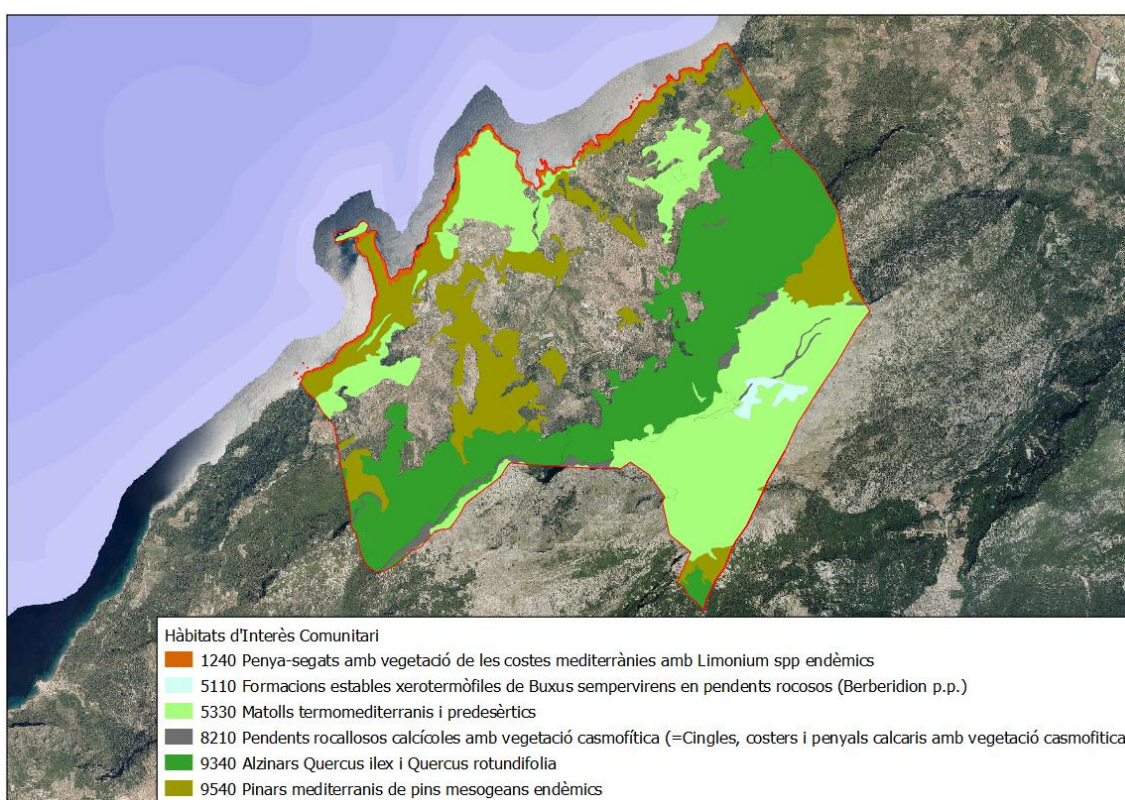 Hàbitats d'Interès Comunitari
1240 Penya-segats amb vegetació de les costes mediterrànies amb Limonium spp endèmics
5110 Formacions estables xerotermòfiles de Buxus sempervirens en pendents rocosos (Berberidion p.p.)
5330 Matolls termomediterranis i predesèrtics
8210 Pendents rocallosos calcícoles amb vegetació casmofítica (=Cingles, costers i penyals calcaris amb vegetació casmofitica
9340 Alzinars Quercus ilex i Quercus rotundifolia
9540 Pinars mediterranis de pins mesogeans endèmics